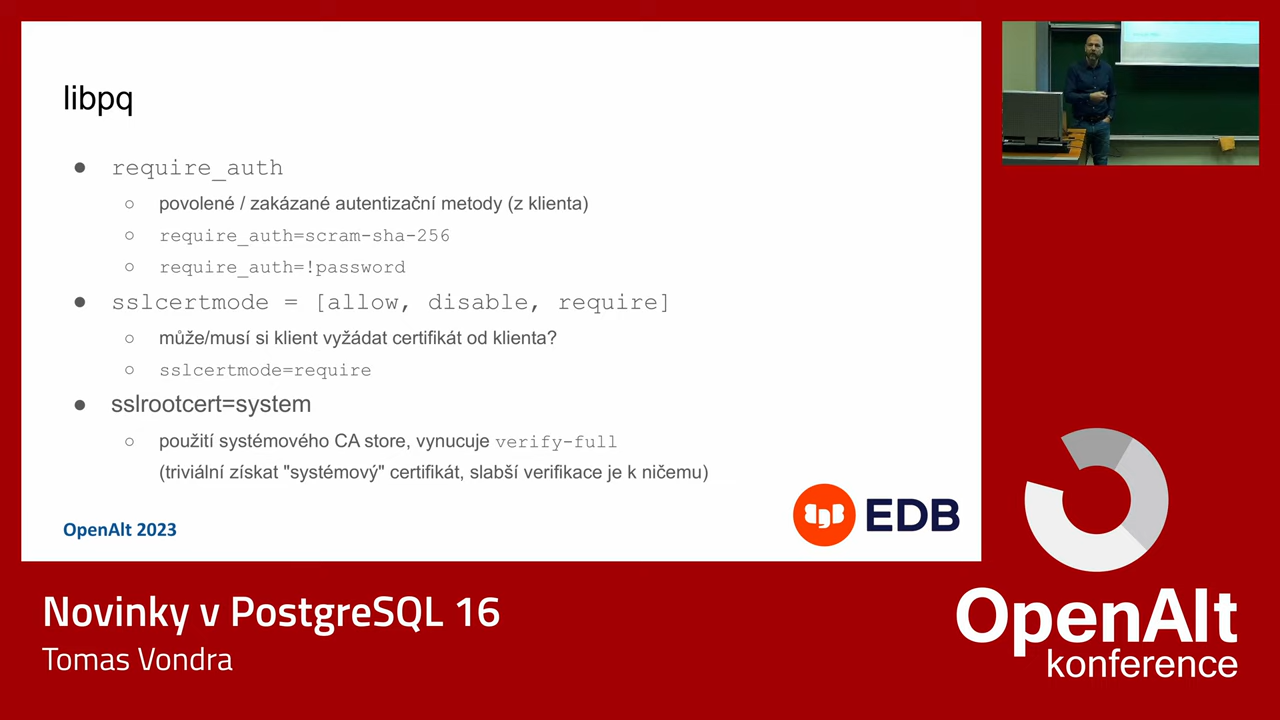 libpq
● require_auth
○ povolené / zakázané autentizační metody (z klienta)
○ require_auth=scram-sha-256
○ require_auth=!password
● sslcertmode = [allow, disable, require]
○ může/musí si klient vyžádat certifikát od klienta?
○ sslcertmode=require
● sslrootcert=system
○ použití systémového CA store, vynucuje verify-full
(triviální získat "systémový" certifikát, slabší verifikace je k ničemu)
OpenAlt 2023
EDB
Novinky v PostgreSQL 16
Tomas Vondra
OpenAlt
konference